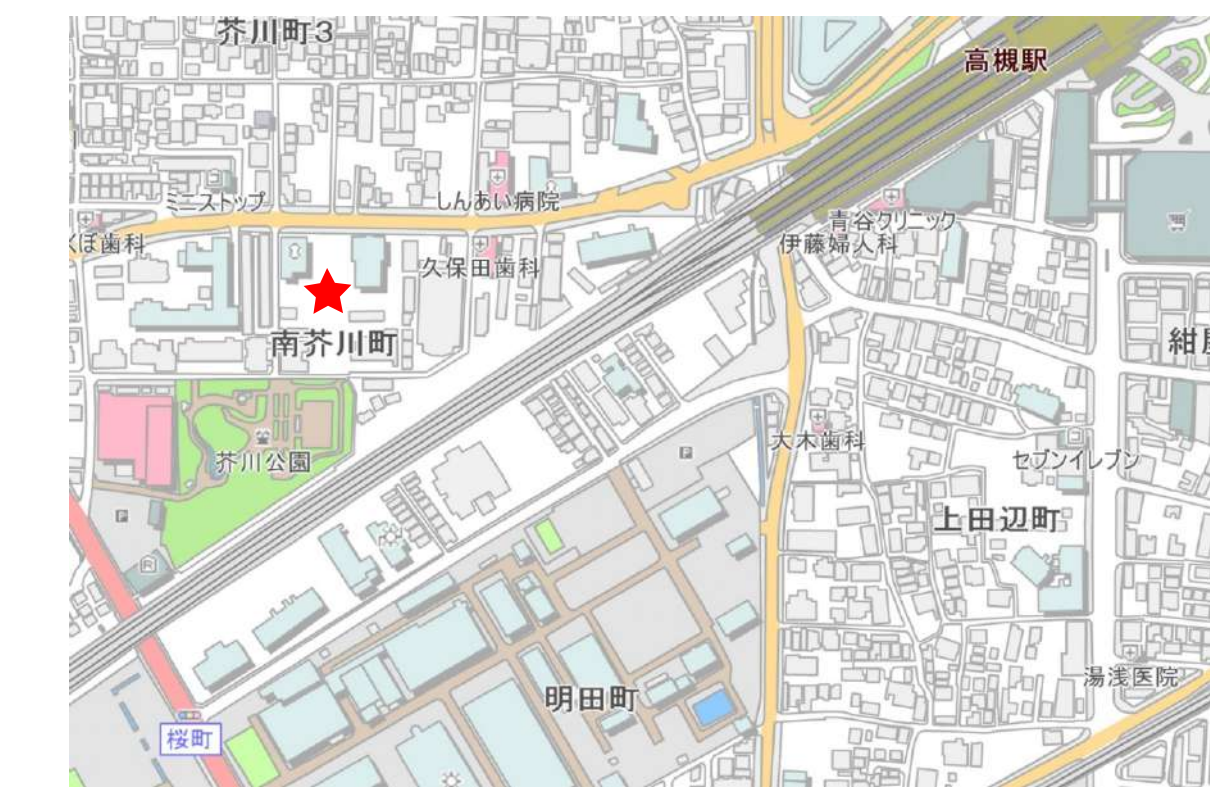 芥川町3
高槻駅
ミニストップ
しんあい病院
くぼ歯科
久保田歯科
青谷クリニック
伊藤婦人科
南芥川町
紺屋
芥川公園
大木歯科
P
セブンイレブン
P
上田辺町
R
湯浅医院
明田町
桜町